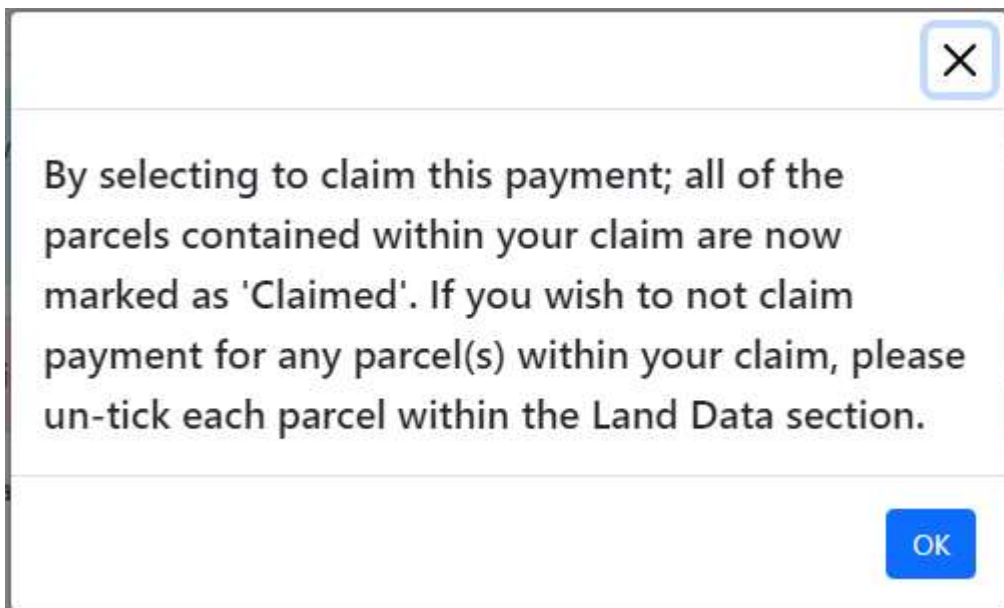 By selecting to claim this payment; all of the
parcels contained within your claim are now
marked as 'Claimed'. If you wish to not claim
payment for any parcel(s) within your claim, please
un-tick each parcel within the Land Data section.
OK